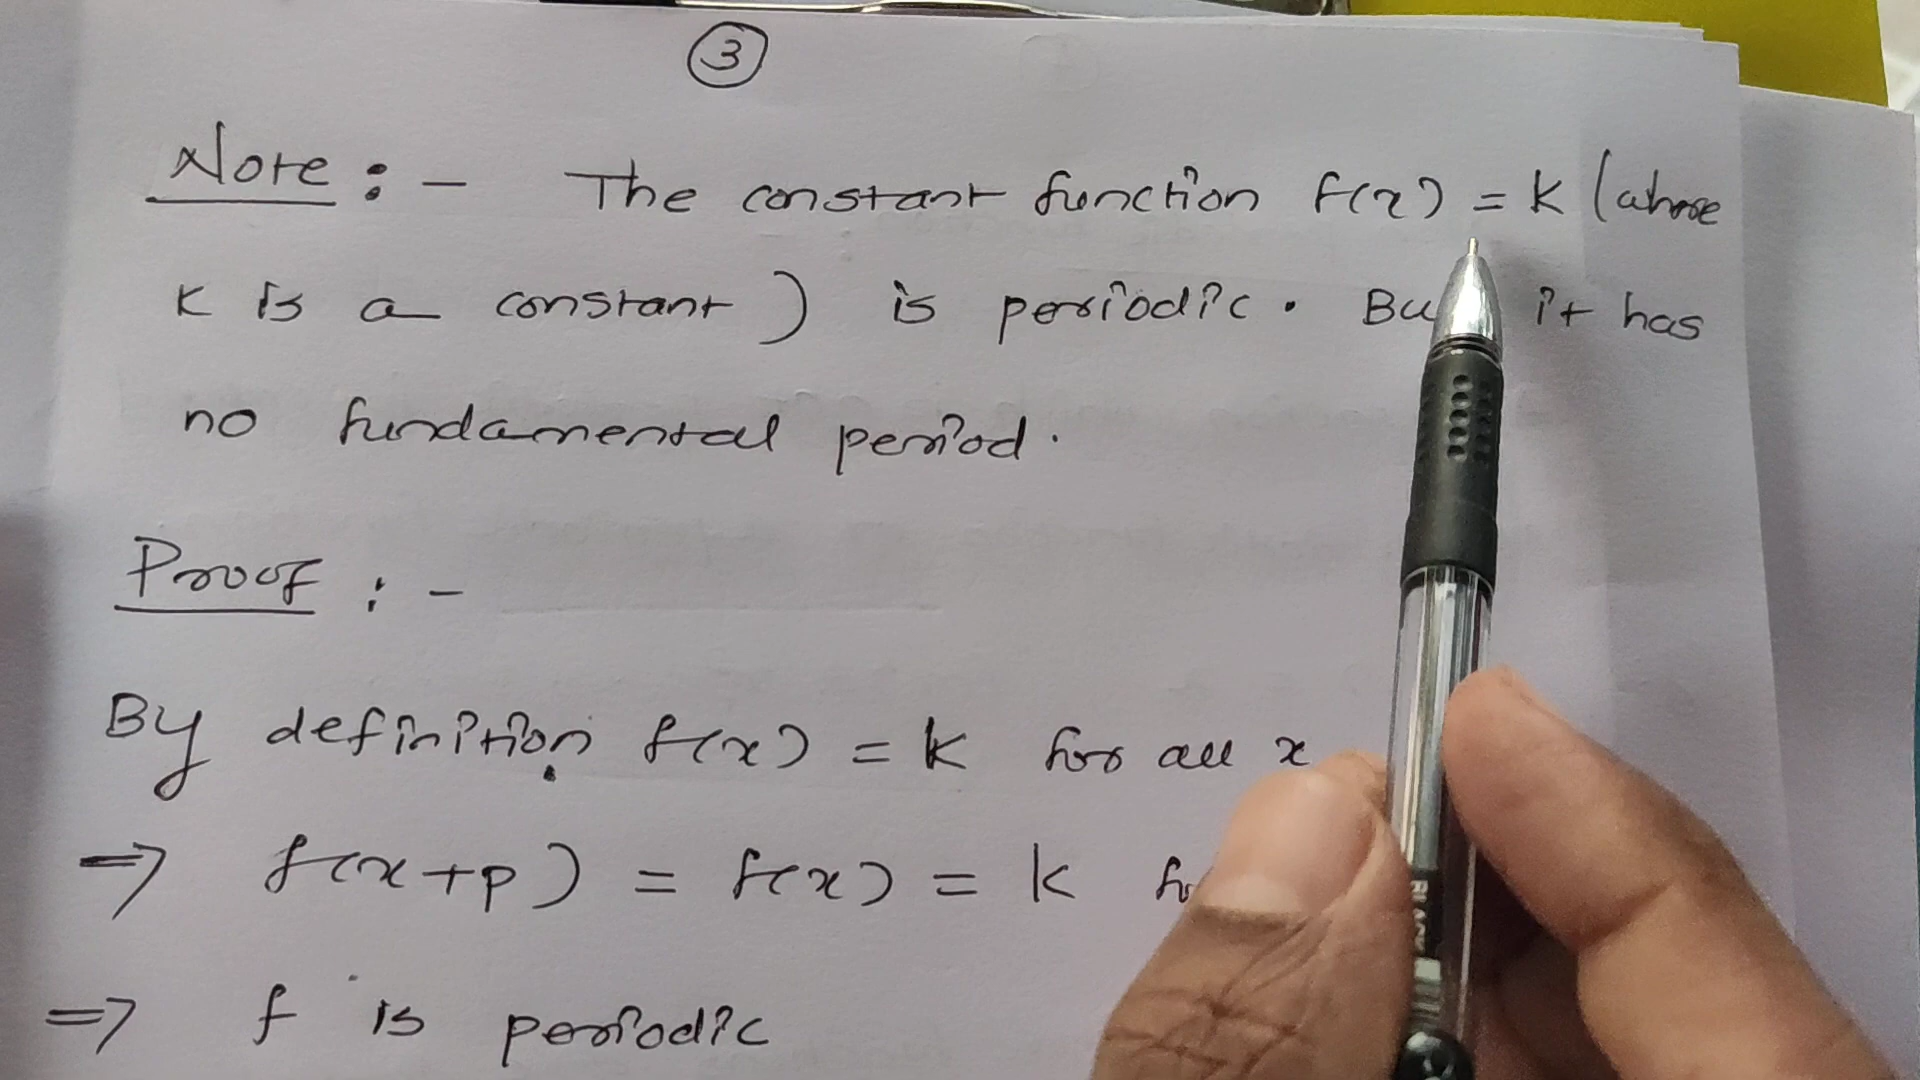 3
Note :- The constant function f(x) = K (where
K is a constant) is periodic. But it has
no fundamental period.
Proof :-
By definition f(x) = k for all x
⇒ f(x+p) = f(x) = k
⇒ f is periodic